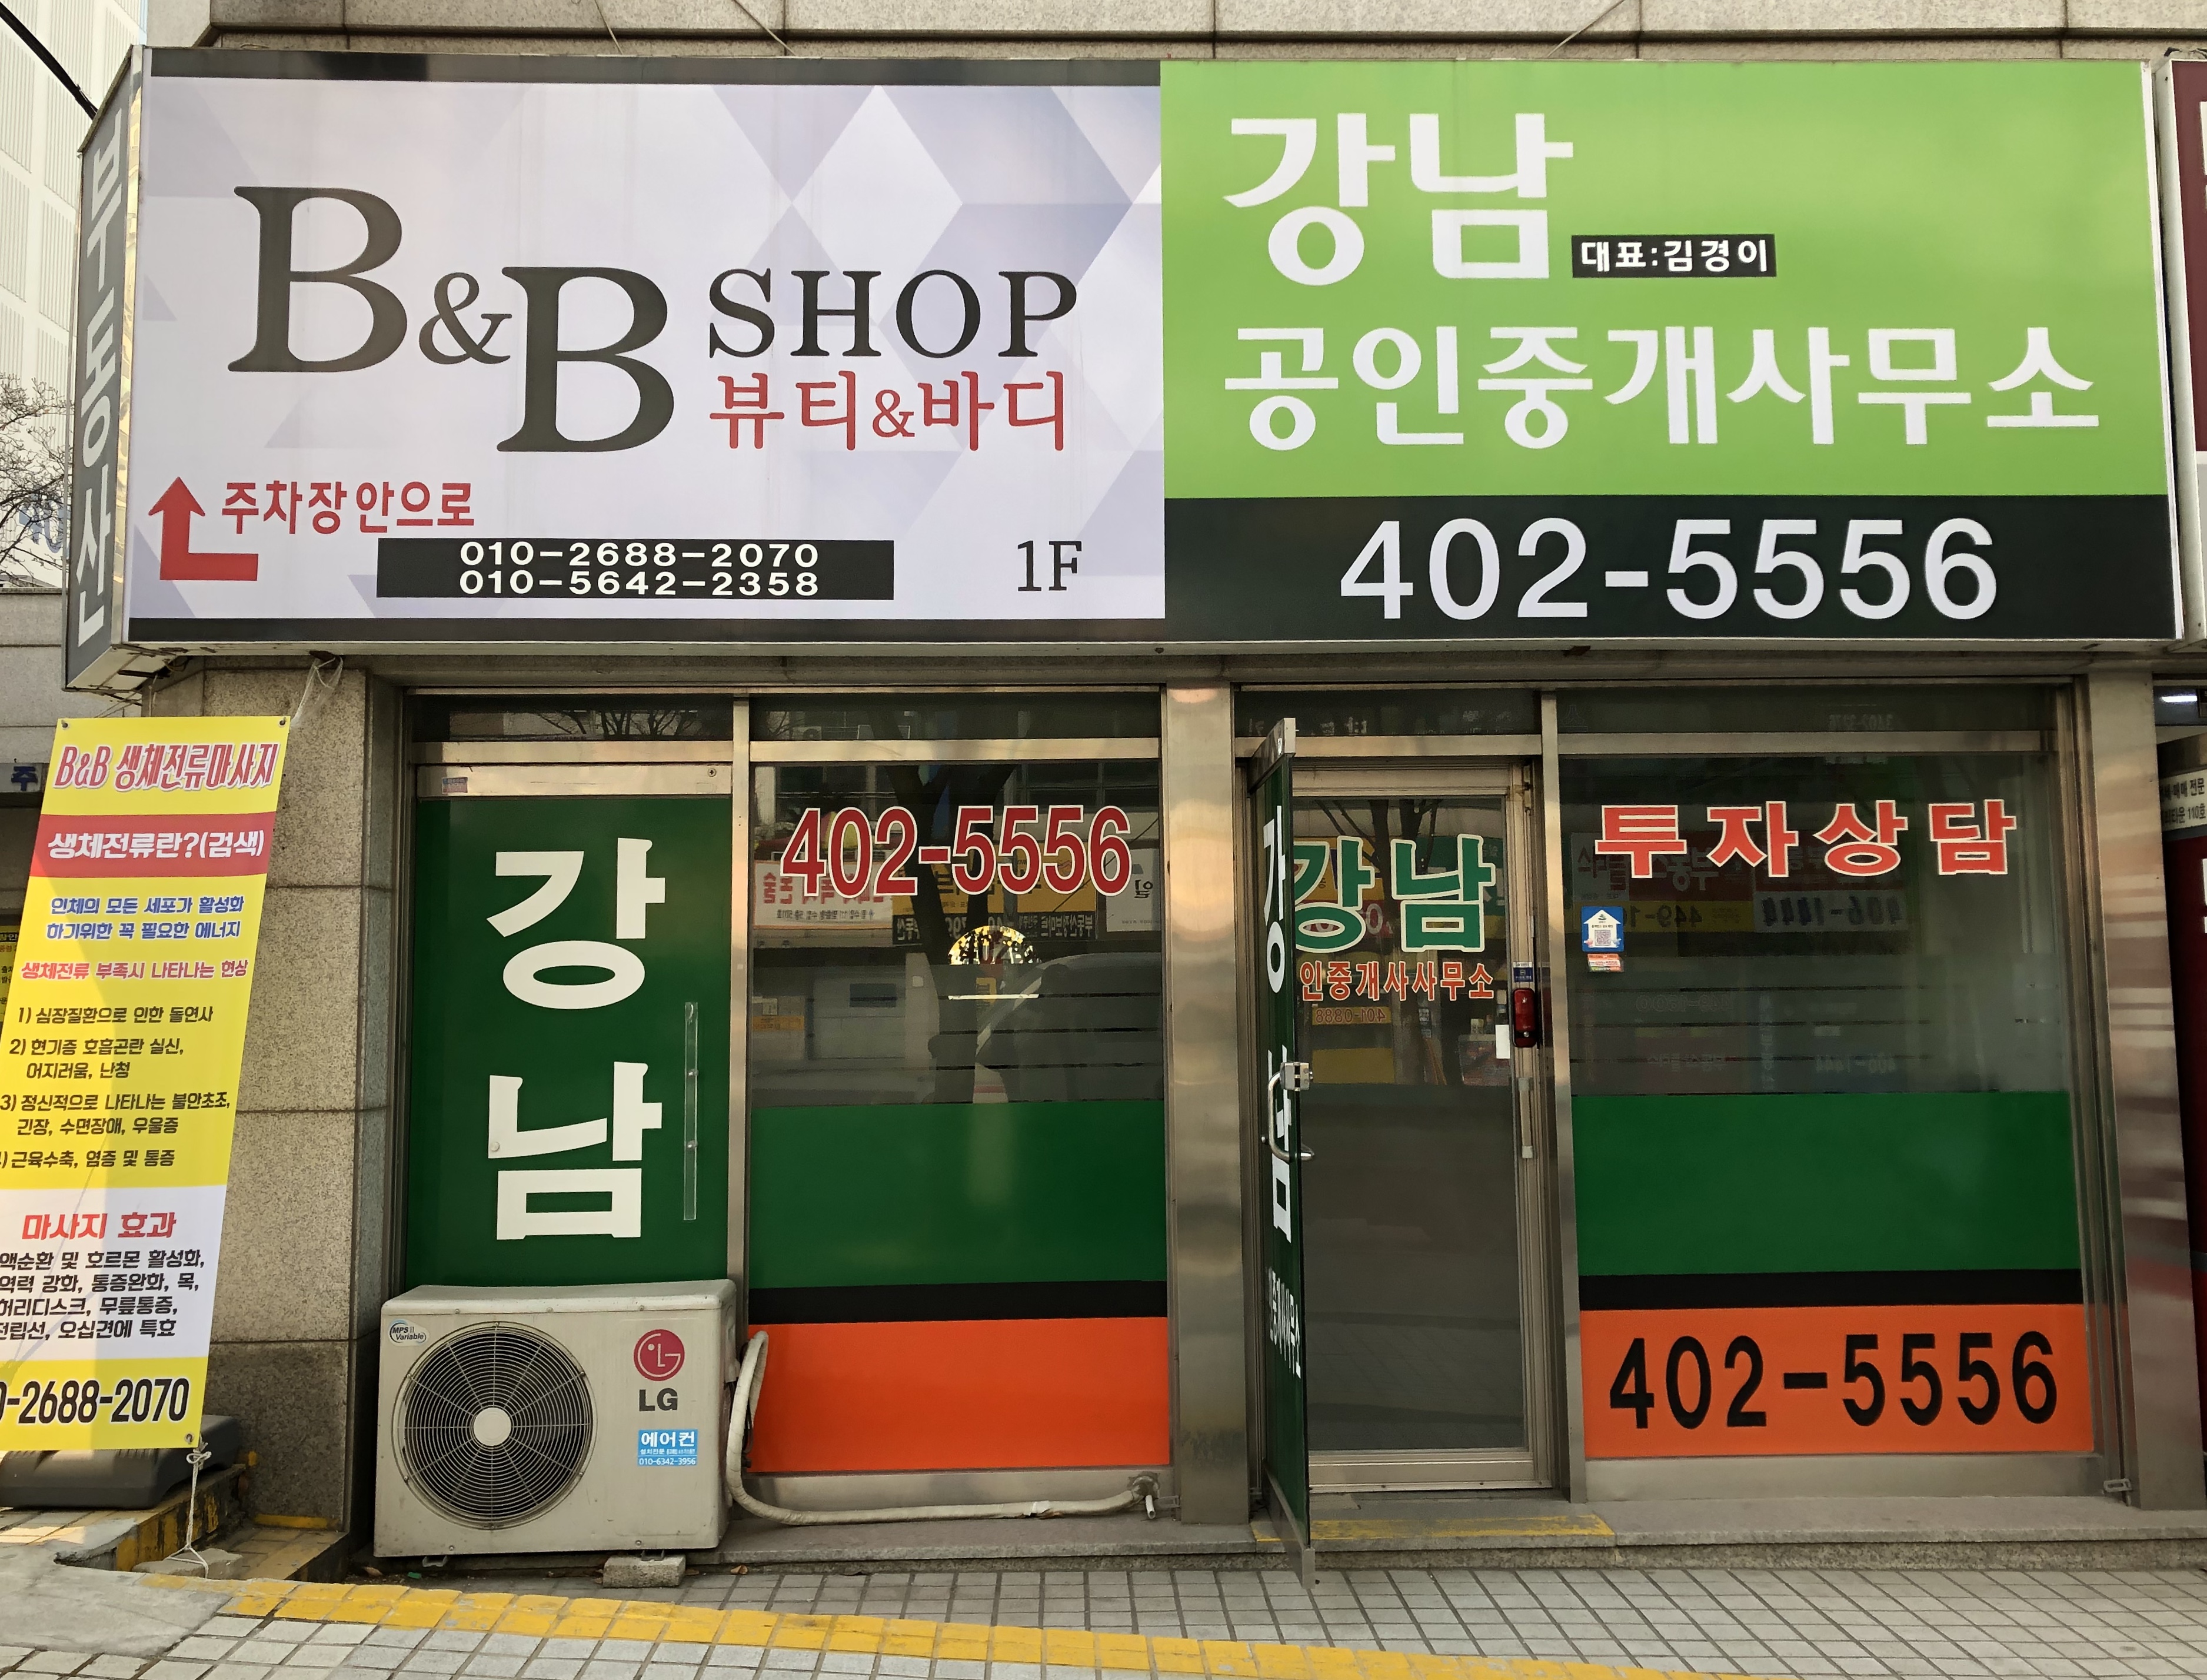 부동산
B&B SHOP
뷰티&바디
주차장 안으로
010-2688-2070
010-5642-2358
1F
강남
대표:김경이
공인중개사무소
402-5556
B&B 생체전류마사지
생체전류란?(검색)
인체의 모든 세포가 활성화
하기위한 꼭 필요한 에너지
생체전류 부족시 나타나는 현상
1) 심장질환으로 인한 돌연사
2) 현기증 호흡곤란 실신,
어지러움, 난청
3) 정신적으로 나타나는 불안초조,
긴장, 수면장애, 우울증
) 근육수축, 염증 및 통증
마사지 효과
액순환 및 호르몬 활성화,
역력 강화, 통증완화, 목,
허리디스크, 무릎통증,
전립선, 오십견에 특효
-2688-2070
강남
402-5556
강남
강남
인중개사사무소
투자상담
402-5556
MPS II
Variable
LG
에어컨
010-6342-3956